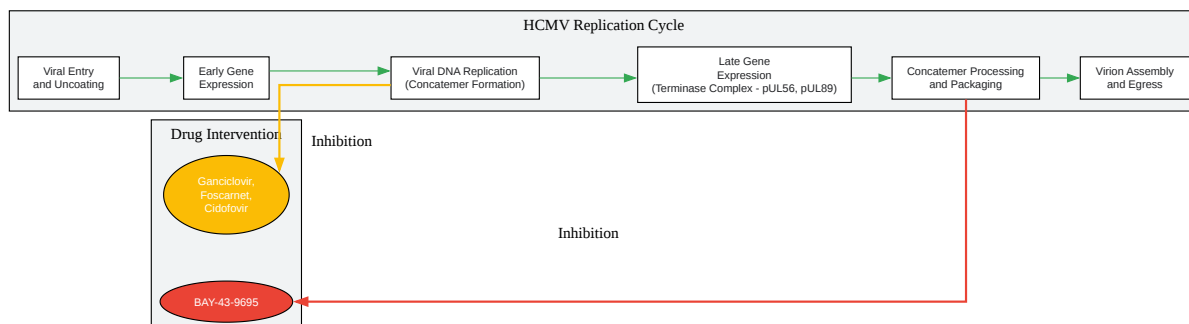 HCMV Replication Cycle
Viral Entry
and Uncoating
Early Gene
Expression
Viral DNA Replication
(Concatemer Formation)
Late Gene
Expression
(Terminase Complex - pUL56, pUL89)
Concatemer Processing
and Packaging
Virion Assembly
and Egress
Drug Intervention
Inhibition
Ganciclovir,
Foscarnet,
Cidofovir
Inhibition
BAY-43-9695